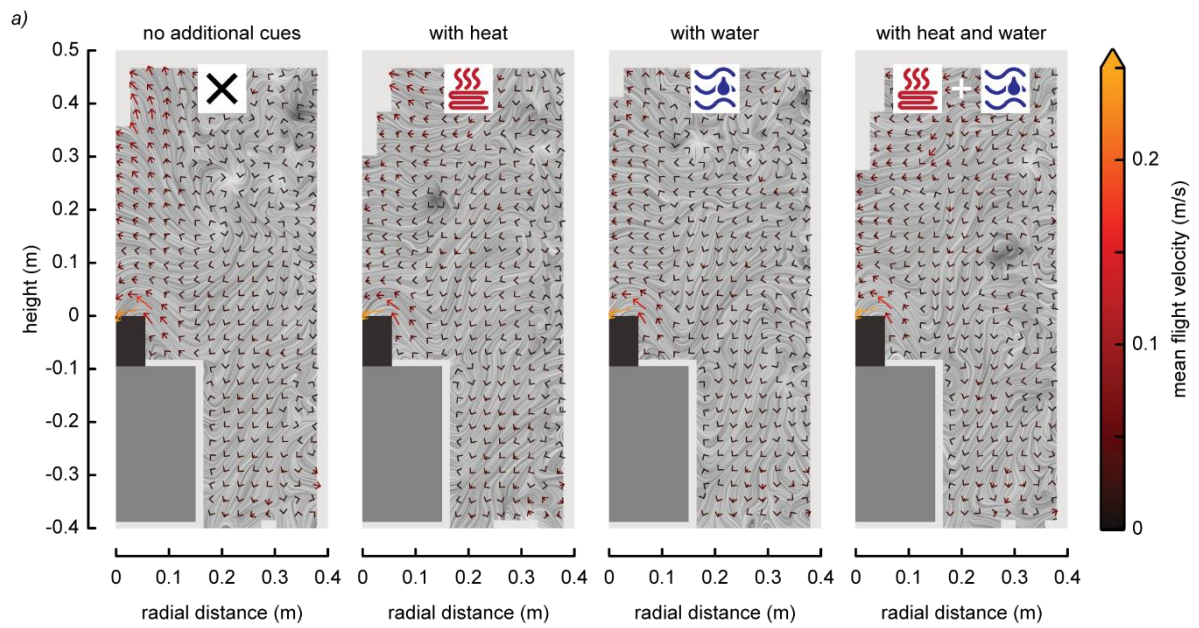 a)
no additional cues
with heat
with water
with heat and water
height (m)
0.5
0.4
0.3
0.2
0.1
0
-0.1
-0.2
-0.3
-0.4
0 0.1 0.2 0.3 0.4
radial distance (m)
0 0.1 0.2 0.3 0.4
radial distance (m)
0 0.1 0.2 0.3 0.4
radial distance (m)
0 0.1 0.2 0.3 0.4
radial distance (m)
0.2
0.1
0
mean flight velocity (m/s)